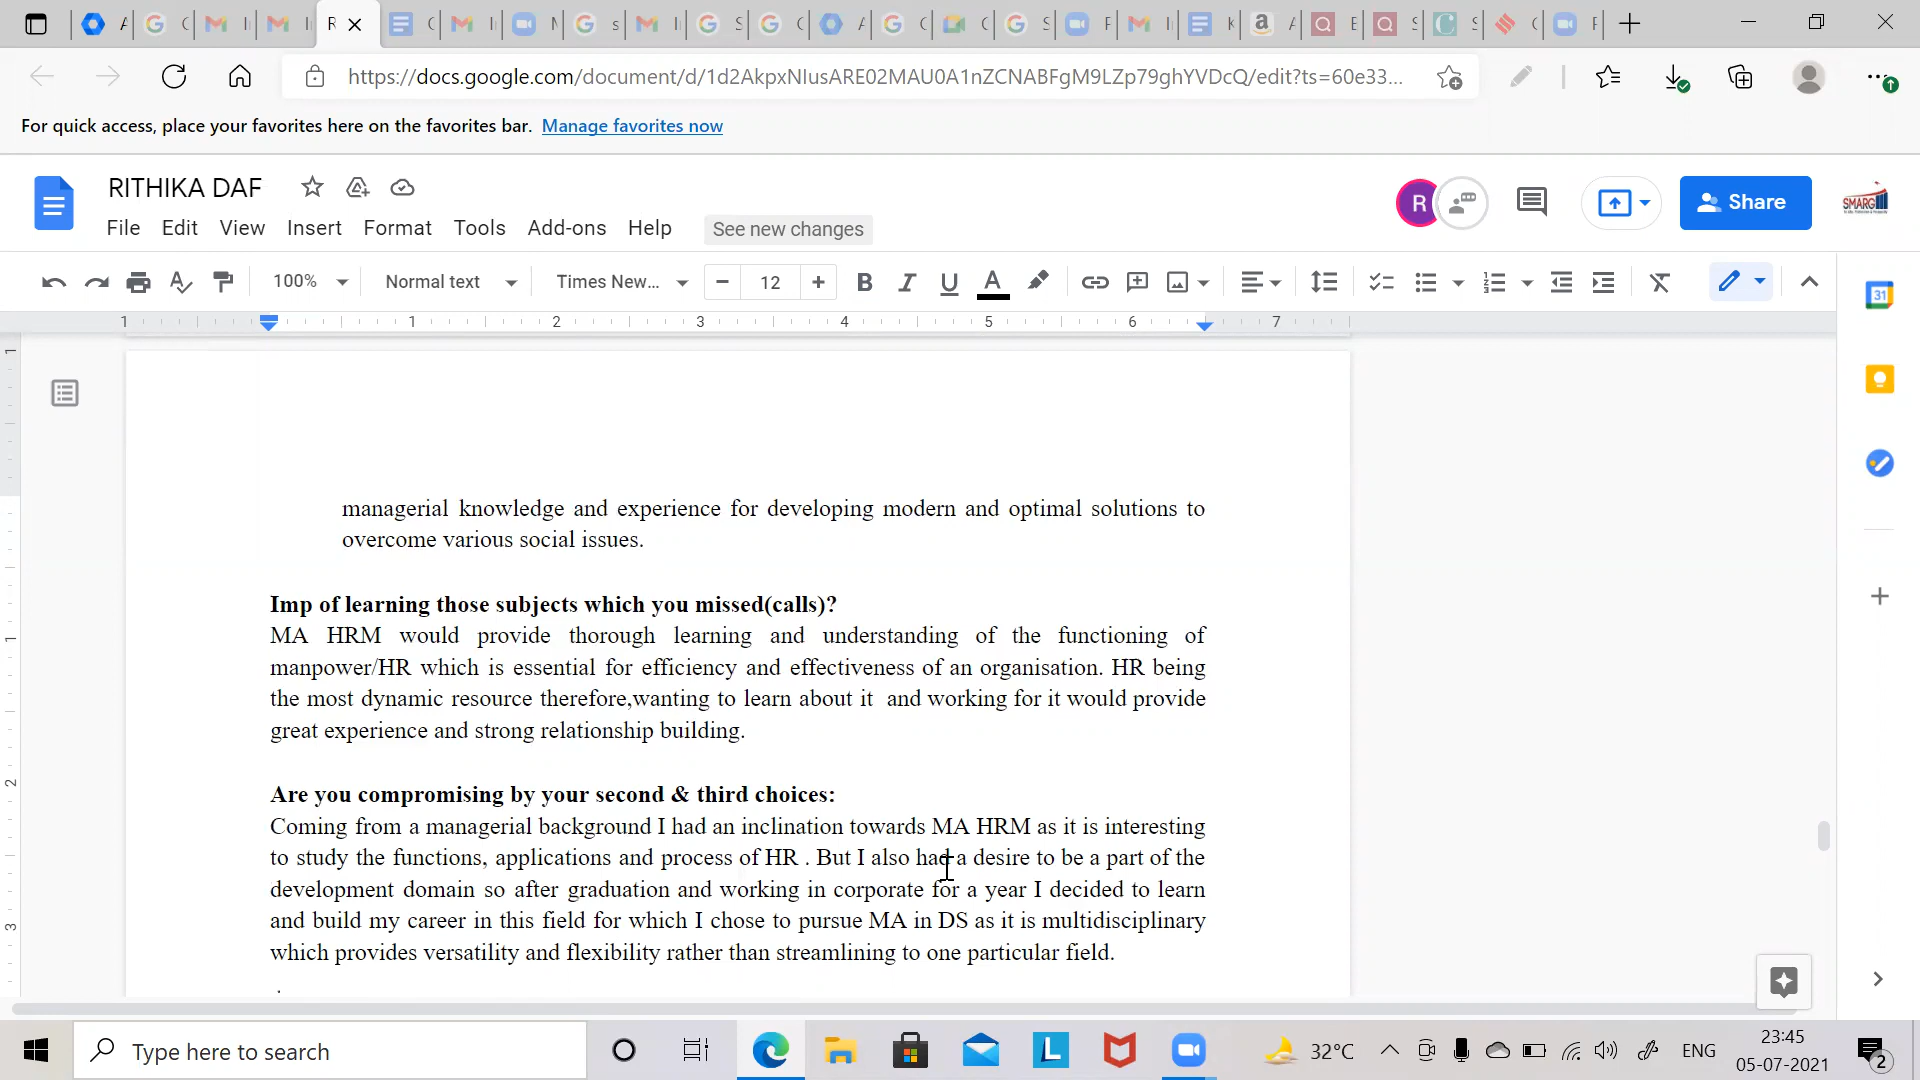 https://docs.google.com/document/d/1d2AkpxNIusARE02MAU0A1nZCNABFgM9LZp79ghYVDcQ/edit?ts=60e33...
For quick access, place your favorites here on the favorites bar. Manage favorites now
RITHIKA DAF
File Edit View Insert Format Tools Add-ons Help See new changes
R
Share
SMARG
100% Normal text Times New... 12 B I U A
1 1 2 3 4 5 6 7
31
managerial knowledge and experience for developing modern and optimal solutions to
overcome various social issues.
Imp of learning those subjects which you missed(calls)?
MA HRM would provide thorough learning and understanding of the functioning of
manpower/HR which is essential for efficiency and effectiveness of an organisation. HR being
the most dynamic resource therefore,wanting to learn about it and working for it would provide
great experience and strong relationship building.
Are you compromising by your second & third choices:
Coming from a managerial background I had an inclination towards MA HRM as it is interesting
to study the functions, applications and process of HR . But I also had a desire to be a part of the
development domain so after graduation and working in corporate for a year I decided to learn
and build my career in this field for which I chose to pursue MA in DS as it is multidisciplinary
which provides versatility and flexibility rather than streamlining to one particular field.
.
Type here to search
32°C
ENG
23:45
05-07-2021
2